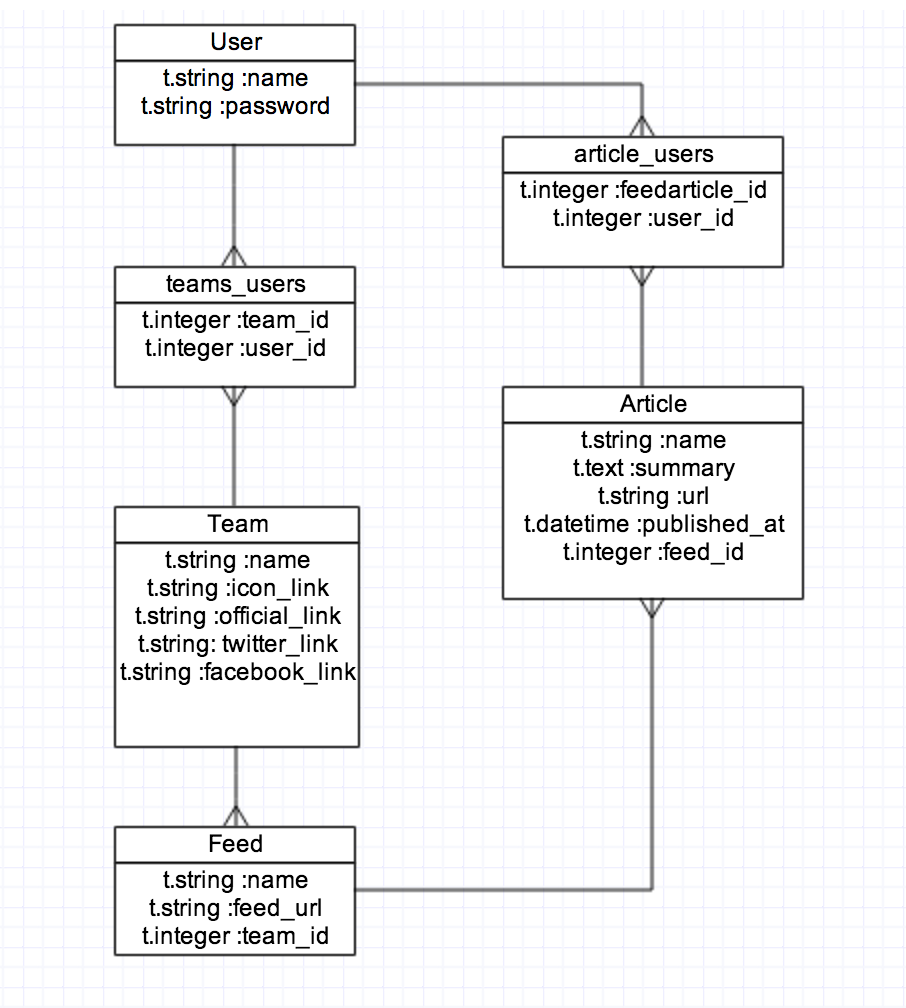 User
t.string :name
t.string :password
article_users
t.integer :feedarticle_id
t.integer :user_id
teams_users
t.integer :team_id
t.integer :user_id
Article
t.string :name
t.text :summary
t.string :url
t.datetime :published_at
t.integer :feed_id
Team
t.string :name
t.string :icon_link
t.string :official_link
t.string: twitter_link
t.string :facebook_link
Feed
t.string :name
t.string :feed_url
t.integer :team_id